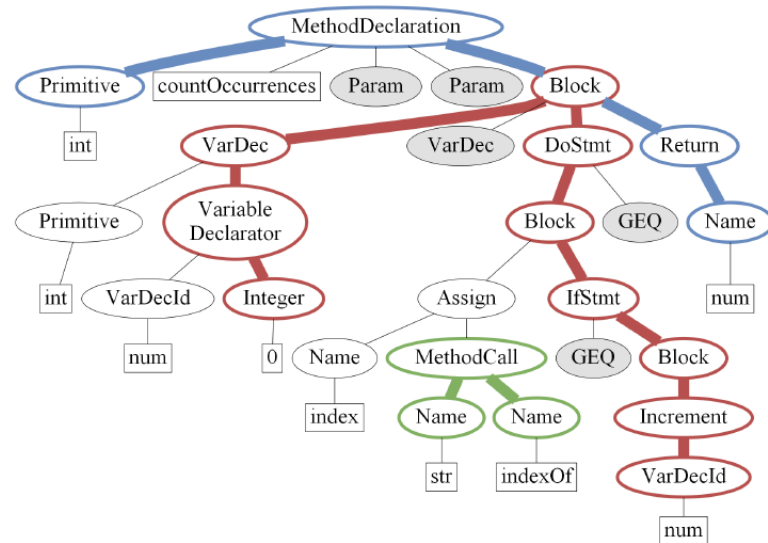 MethodDeclaration
Primitive
countOccurrences
Param
Param
Block
int
VarDec
VarDec
DoStmt
Return
Primitive
Variable
Declarator
Block
GEQ
Name
int
VarDecId
Integer
Assign
IfStmt
num
num
0
Name
MethodCall
GEQ
Block
index
Name
Name
Increment
str
indexOf
VarDecId
num